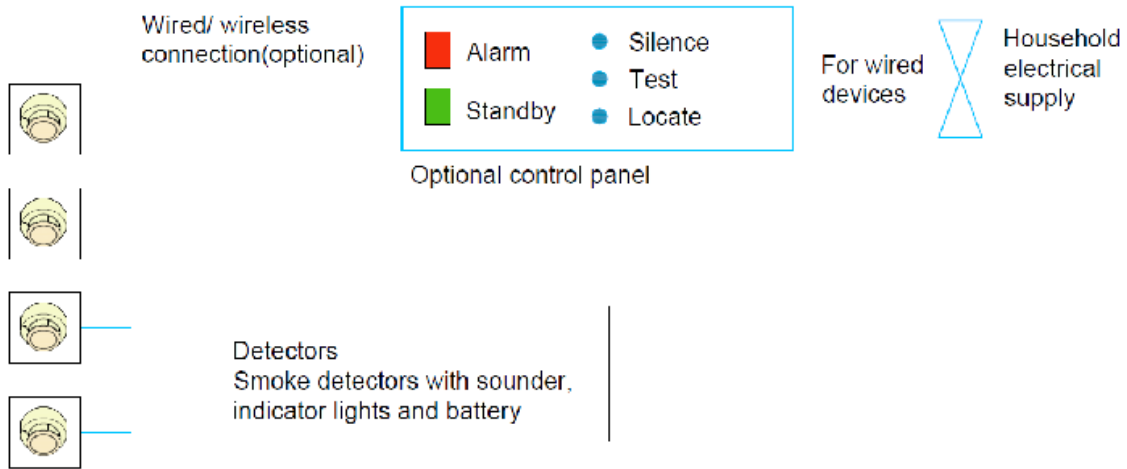 Wired/ wireless
connection(optional)
Alarm
Standby
Silence
Test
Locate
Optional control panel
For wired
devices
Household
electrical
supply
Detectors
Smoke detectors with sounder,
indicator lights and battery